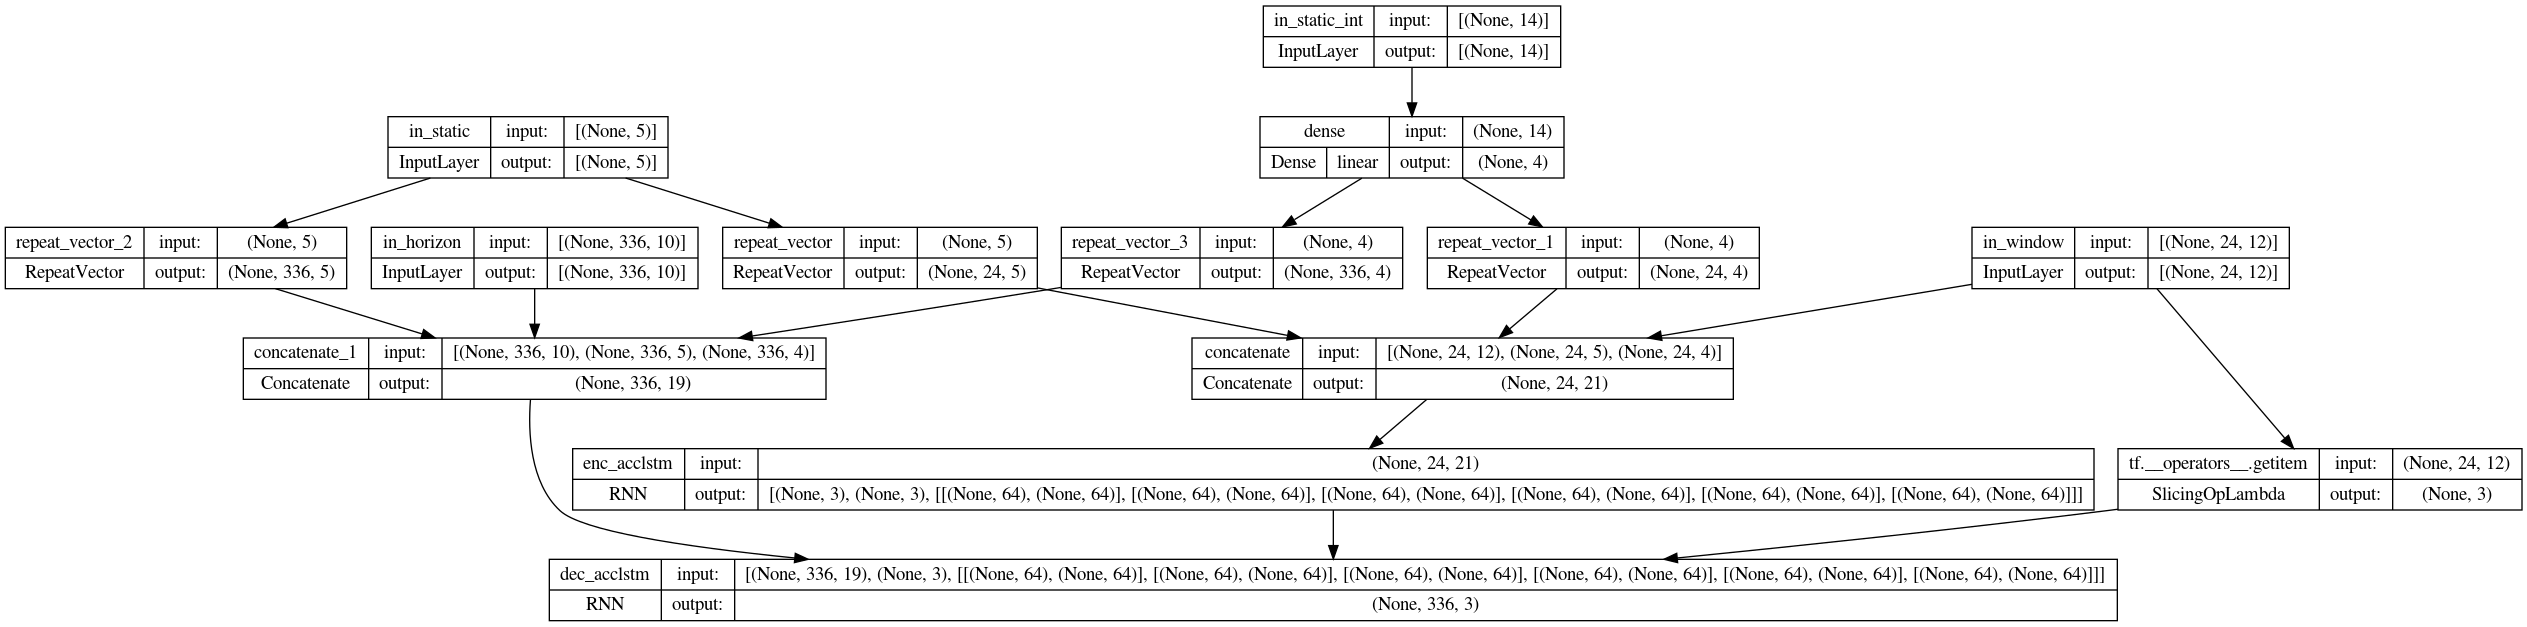 in_static_int input: [(None, 14)]
InputLayer output: [(None, 14)]
in_static input: [(None, 5)]
InputLayer output: [(None, 5)]
dense input: (None, 14)
Dense linear output: (None, 4)
repeat_vector_2 input: (None, 5)
RepeatVector output: (None, 336, 5)
in_horizon input: [(None, 336, 10)]
InputLayer output: [(None, 336, 10)]
repeat_vector input: (None, 5)
RepeatVector output: (None, 24, 5)
repeat_vector_3 input: (None, 4)
RepeatVector output: (None, 336, 4)
repeat_vector_1 input: (None, 4)
RepeatVector output: (None, 24, 4)
in_window input: [(None, 24, 12)]
InputLayer output: [(None, 24, 12)]
concatenate_1 input: [(None, 336, 10), (None, 336, 5), (None, 336, 4)]
Concatenate output: (None, 336, 19)
concatenate input: [(None, 24, 12), (None, 24, 5), (None, 24, 4)]
Concatenate output: (None, 24, 21)
enc_acclstm input: (None, 24, 21)
RNN output: [(None, 3), (None, 3), [[(None, 64), (None, 64)], [(None, 64), (None, 64)], [(None, 64), (None, 64)], [(None, 64), (None, 64)], [(None, 64), (None, 64)], [(None, 64), (None, 64)]]]
tf.__operators__.getitem input: (None, 24, 12)
SlicingOpLambda output: (None, 3)
dec_acclstm input: [(None, 336, 19), (None, 3), [[(None, 64), (None, 64)], [(None, 64), (None, 64)], [(None, 64), (None, 64)], [(None, 64), (None, 64)], [(None, 64), (None, 64)], [(None, 64), (None, 64)]]]
RNN output: (None, 336, 3)